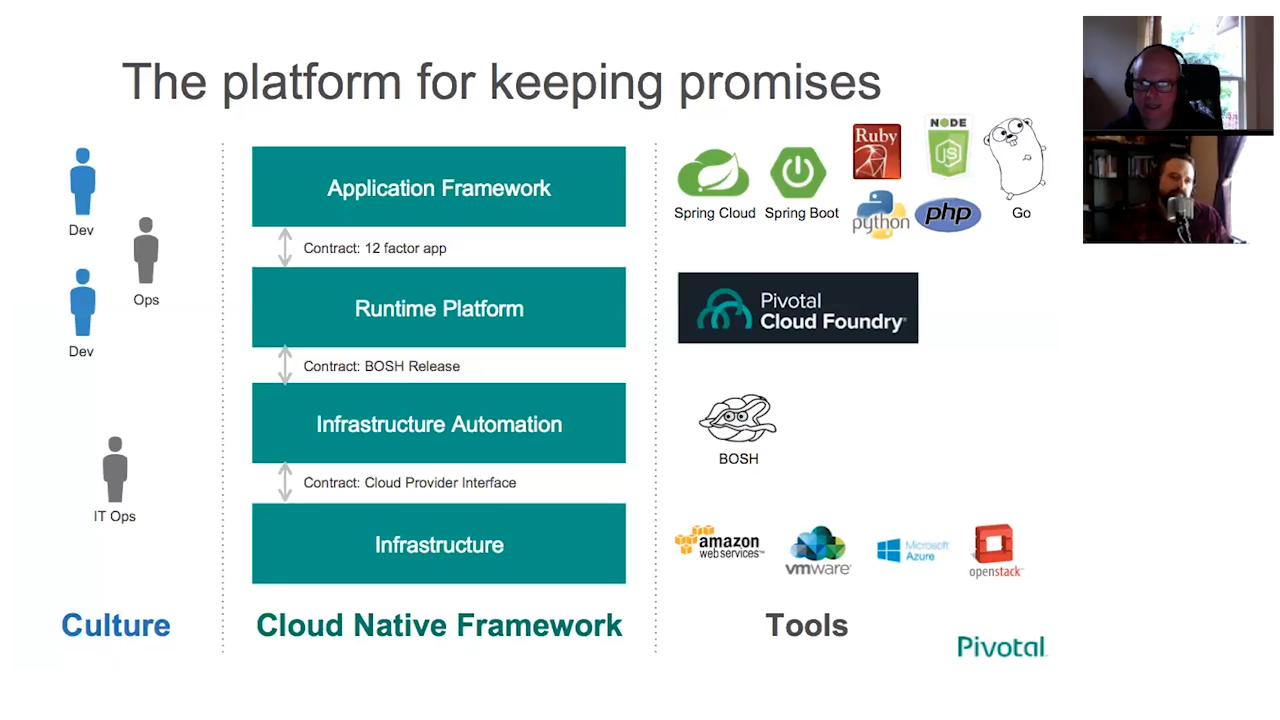 The platform for keeping promises
Dev
Ops
Dev
IT Ops
Culture
Application Framework
Contract: 12 factor app
Runtime Platform
Contract: BOSH Release
Infrastructure Automation
Contract: Cloud Provider Interface
Infrastructure
Cloud Native Framework
Spring Cloud
Spring Boot
Ruby
NODE
JS
python
php
Go
Pivotal
Cloud Foundry
BOSH
amazon
web services™
vmware
Microsoft
Azure
openstack™
Tools
Pivotal